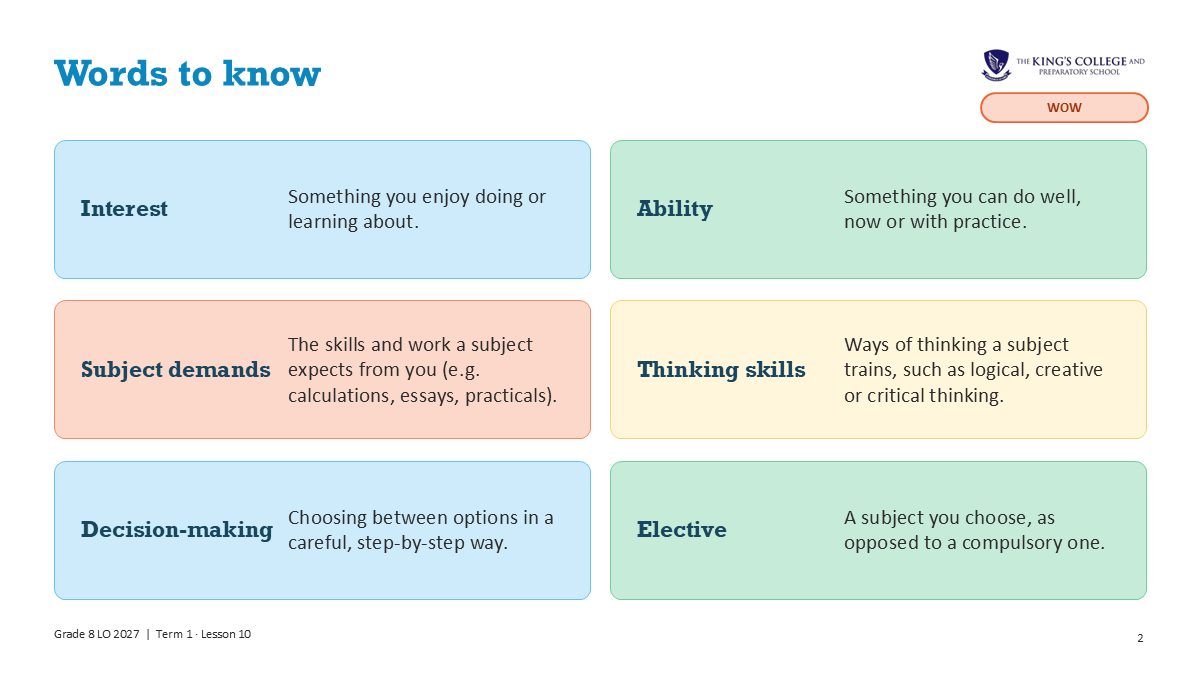 Words to know
THE KING'S COLLEGE AND
PREPARATORY SCHOOL
WOW
Interest
Something you enjoy doing or
learning about.
Ability
Something you can do well,
now or with practice.
Subject demands
The skills and work a subject
expects from you (e.g.
calculations, essays, practicals).
Thinking skills
Ways of thinking a subject
trains, such as logical, creative
or critical thinking.
Decision-making
Choosing between options in a
careful, step-by-step way.
Elective
A subject you choose, as
opposed to a compulsory one.
Grade 8 LO 2027 | Term 1 · Lesson 10
2